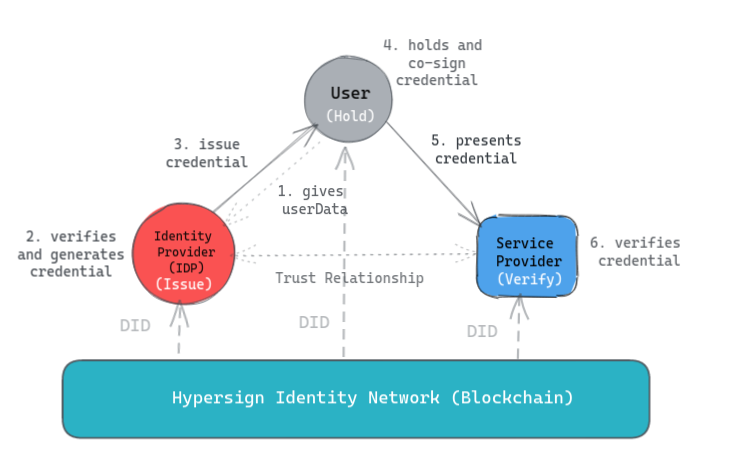 4. holds and
co-sign
credential
User
(Hold)
3. issue
credential
5. presents
credential
1. gives
userData
2. verifies
and generates
credential
Identity
Provider
(IDP)
(Issue)
Service
Provider
(Verify)
6. verifies
credential
Trust Relationship
DID
DID
DID
Hypersign Identity Network (Blockchain)